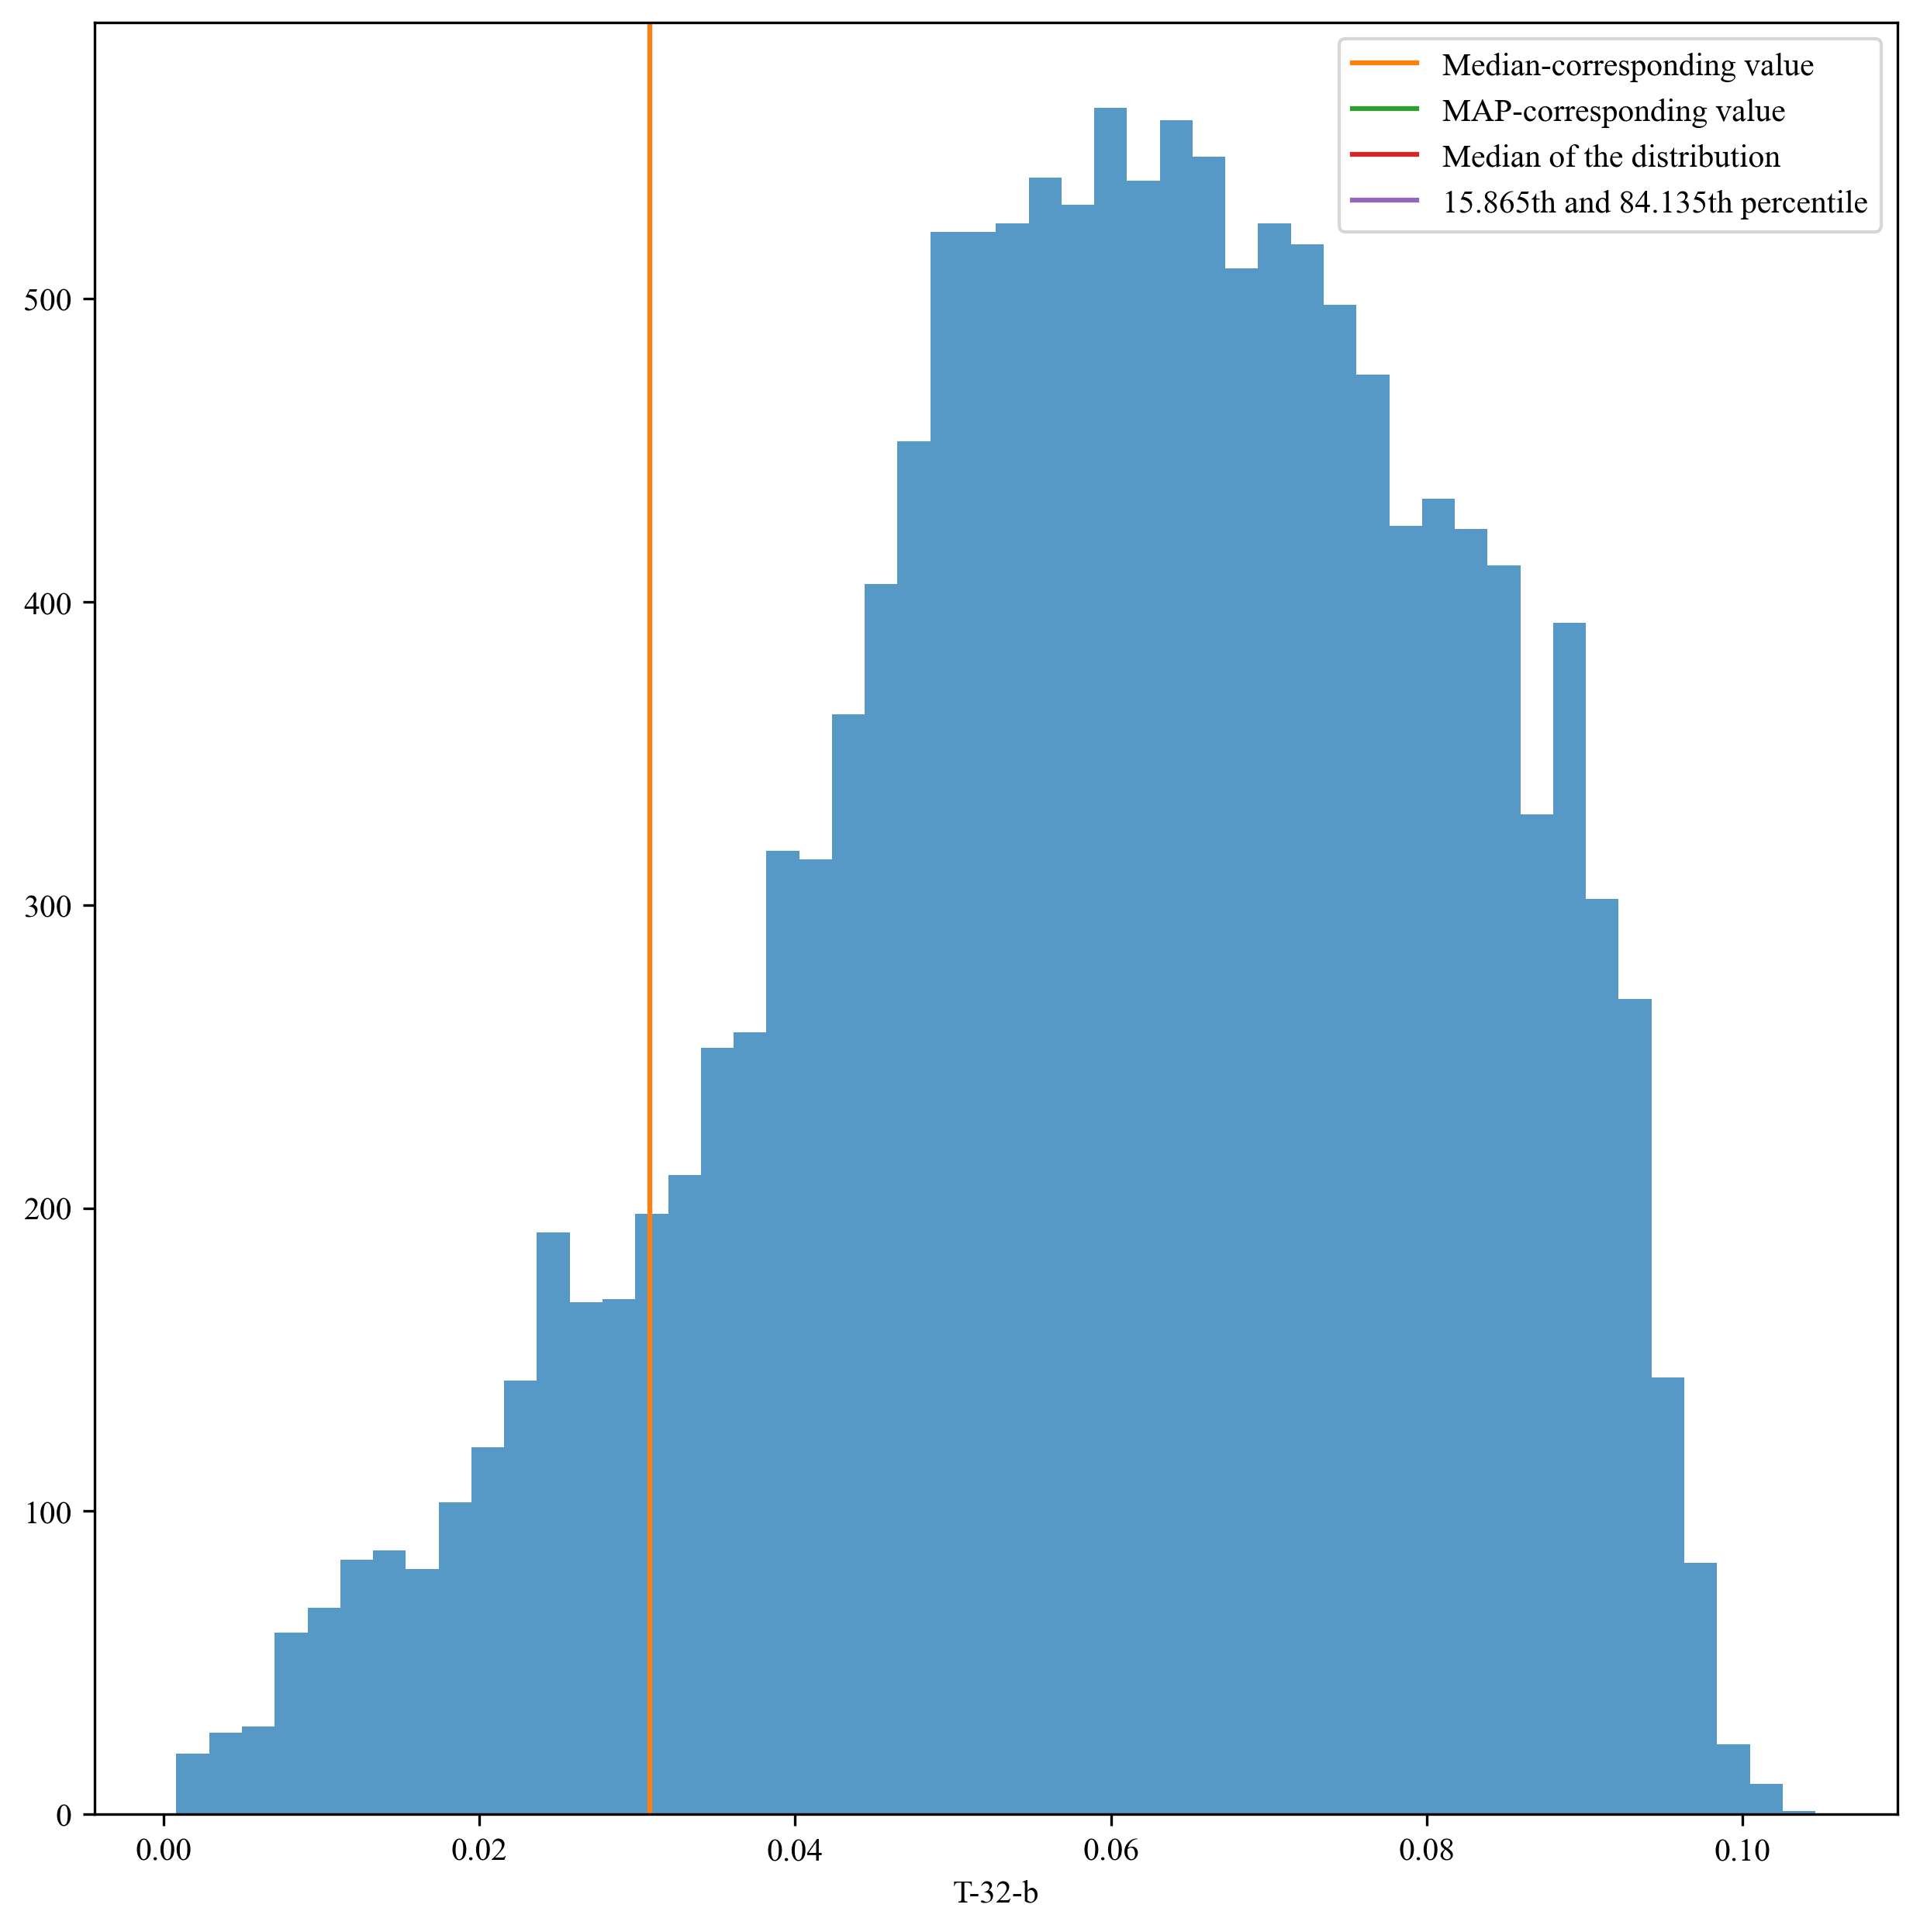 Median-corresponding value
MAP-corresponding value
Median of the distribution
15.865th and 84.135th percentile
500
400
300
200
100
0
0.00 0.02 0.04 0.06 0.08 0.10
T-32-b